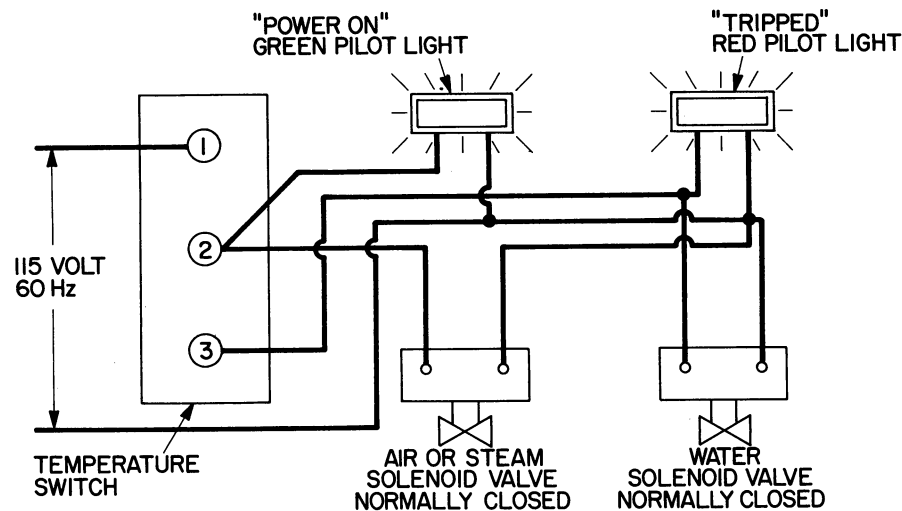 "POWER ON"
GREEN PILOT LIGHT
"TRIPPED"
RED PILOT LIGHT
1
2
3
115 VOLT
60 Hz
TEMPERATURE
SWITCH
AIR OR STEAM
SOLENOID VALVE
NORMALLY CLOSED
WATER
SOLENOID VALVE
NORMALLY CLOSED